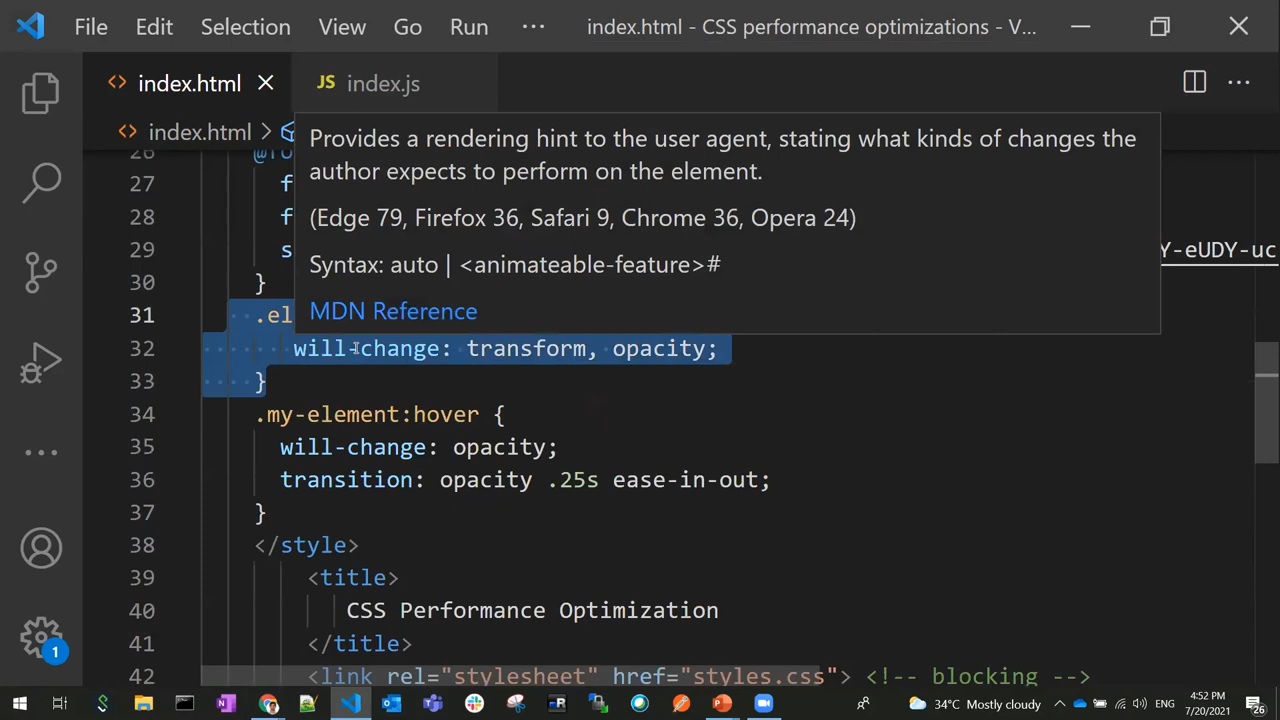 File Edit Selection View Go Run ··· index.html - CSS performance optimizations - V...
index.html JS index.js
index.html >
Provides a rendering hint to the user agent, stating what kinds of changes the
author expects to perform on the element.
(Edge 79, Firefox 36, Safari 9, Chrome 36, Opera 24)
Syntax: auto | <animateable-feature>#
MDN Reference
26
27 f
28 f
29 s Y-eUDY-uc
30 }
31 .el
32 will-change: transform, opacity;
33 }
34 .my-element:hover {
35 will-change: opacity;
36 transition: opacity .25s ease-in-out;
37 }
38 </style>
39 <title>
40 CSS Performance Optimization
41 </title>
42 <link rel="stylesheet" href="styles.css"> <!-- blocking -->
1
34°C Mostly cloudy ENG 4:52 PM
7/20/2021 26